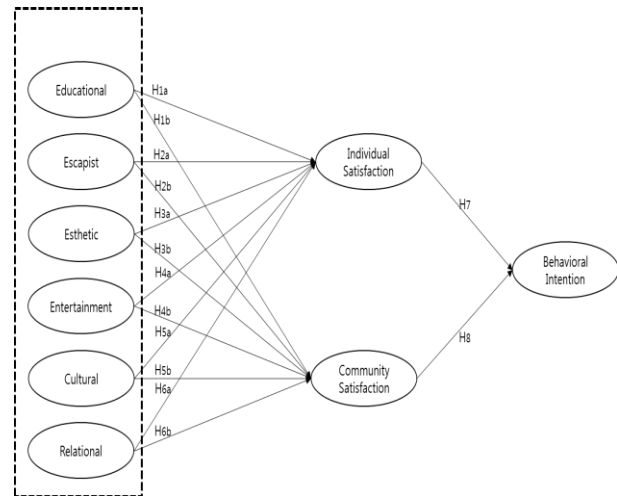 Educational
Escapist
Esthetic
Entertainment
Cultural
Relational
H1a
H1b
H2a
H2b
H3a
H3b
H4a
H4b
H5a
H5b
H6a
H6b
Individual
Satisfaction
Community
Satisfaction
H7
H8
Behavioral
Intention